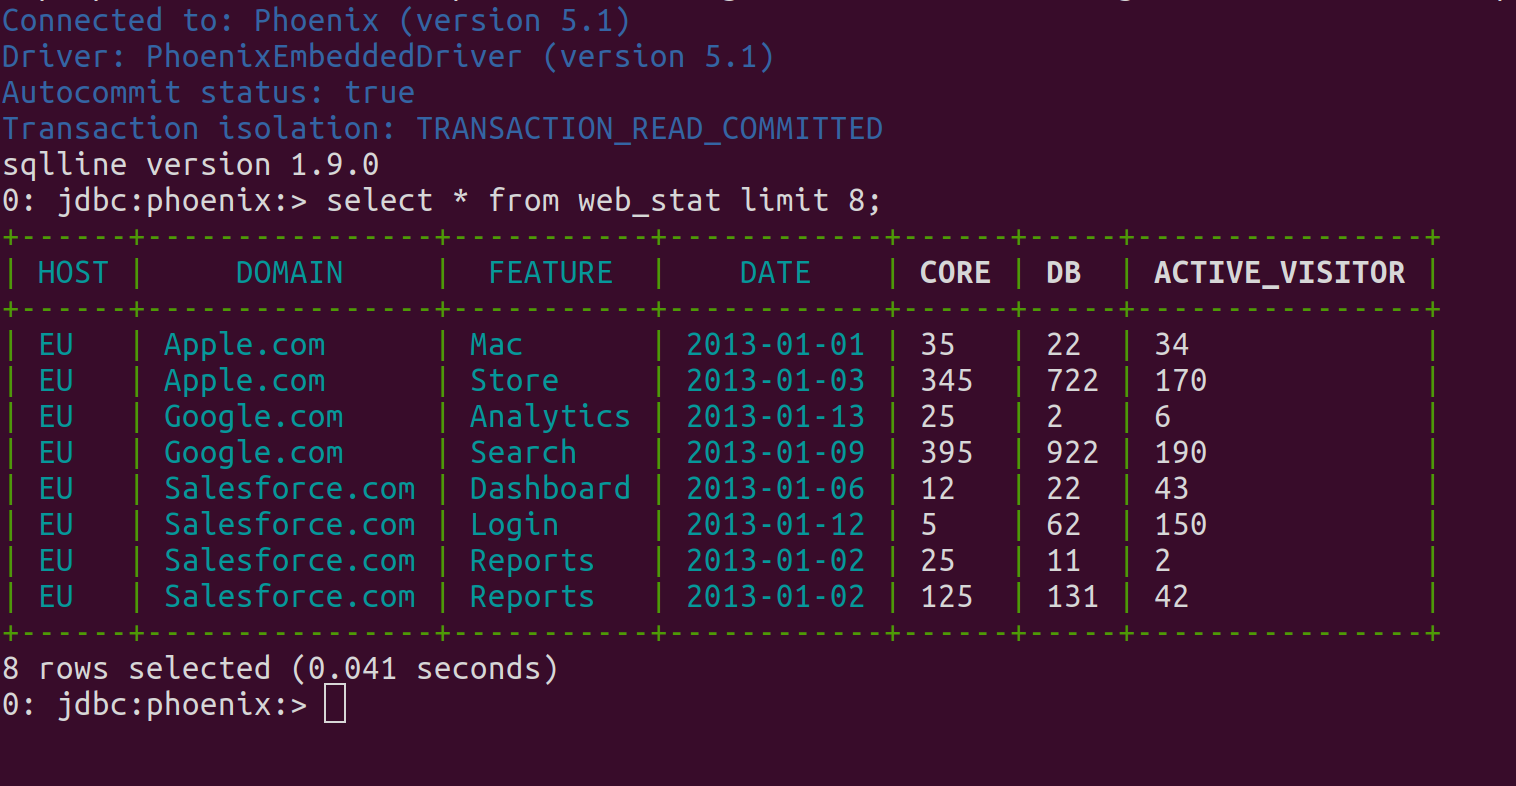 Connected to: Phoenix (version 5.1)
Driver: PhoenixEmbeddedDriver (version 5.1)
Autocommit status: true
Transaction isolation: TRANSACTION_READ_COMMITTED
sqlline version 1.9.0
0: jdbc:phoenix:> select * from web_stat limit 8;
+------+----------------+-----------+------------+------+-----+----------------+
| HOST |     DOMAIN     |  FEATURE  |    DATE    | CORE | DB  | ACTIVE_VISITOR |
+------+----------------+-----------+------------+------+-----+----------------+
| EU   | Apple.com      | Mac       | 2013-01-01 | 35   | 22  | 34             |
| EU   | Apple.com      | Store     | 2013-01-03 | 345  | 722 | 170            |
| EU   | Google.com     | Analytics | 2013-01-13 | 25   | 2   | 6              |
| EU   | Google.com     | Search    | 2013-01-09 | 395  | 922 | 190            |
| EU   | Salesforce.com | Dashboard | 2013-01-06 | 12   | 22  | 43             |
| EU   | Salesforce.com | Login     | 2013-01-12 | 5    | 62  | 150            |
| EU   | Salesforce.com | Reports   | 2013-01-02 | 25   | 11  | 2              |
| EU   | Salesforce.com | Reports   | 2013-01-02 | 125  | 131 | 42             |
+------+----------------+-----------+------------+------+-----+----------------+
8 rows selected (0.041 seconds)
0: jdbc:phoenix:>